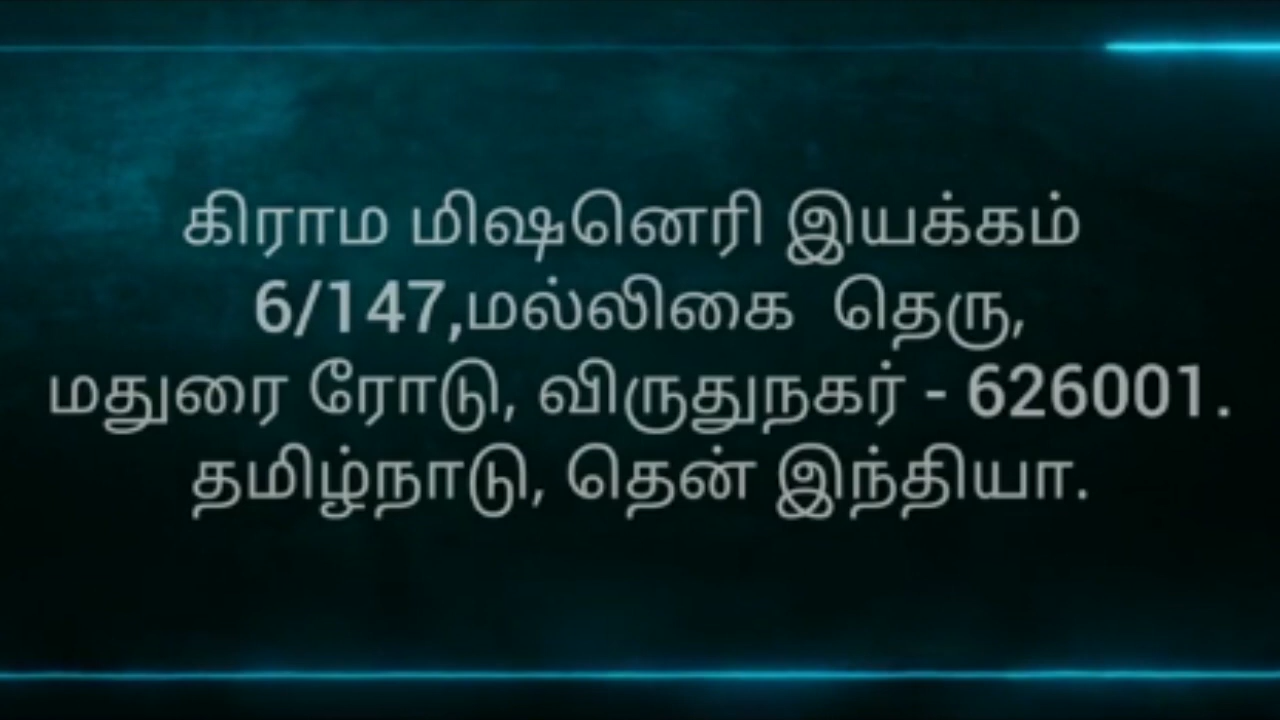 கிராம மிஷனெரி இயக்கம்
6/147,மல்லிகை தெரு,
மதுரை ரோடு, விருதுநகர் - 626001.
தமிழ்நாடு, தென் இந்தியா.